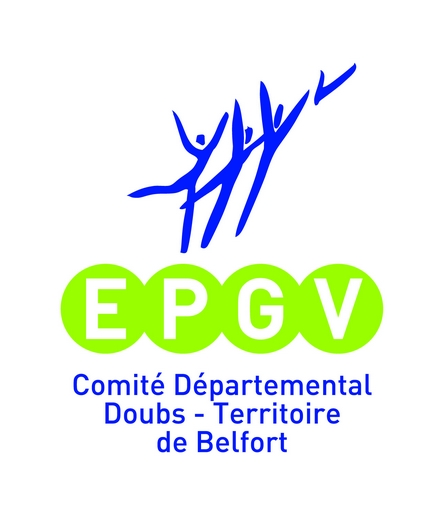 EPGV
Comité Départemental
Doubs - Territoire
de Belfort